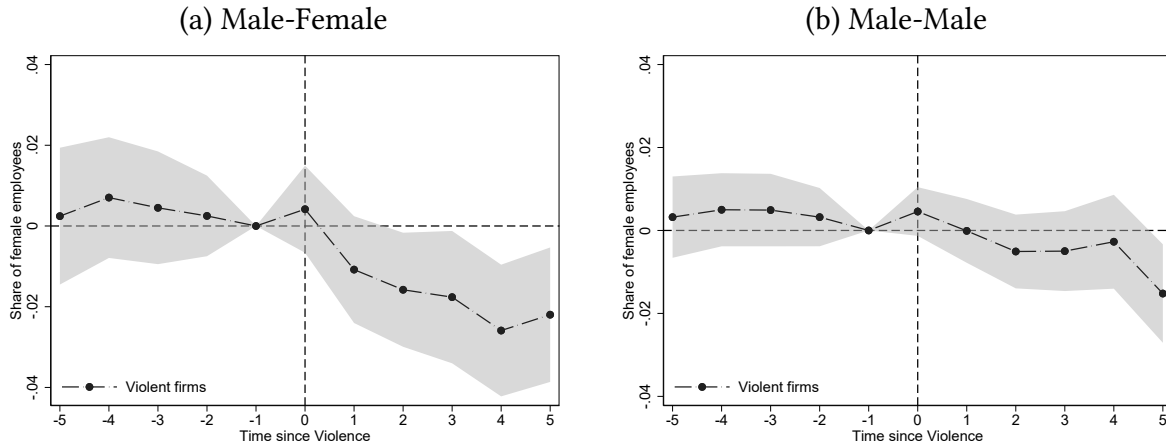 (a) Male-Female
Share of female employees
.04
.02
0
-.02
-.04
Violent firms
-5 -4 -3 -2 -1 0 1 2 3 4 5
Time since Violence
(b) Male-Male
Share of female employees
.04
.02
0
-.02
-.04
Violent firms
-5 -4 -3 -2 -1 0 1 2 3 4 5
Time since Violence